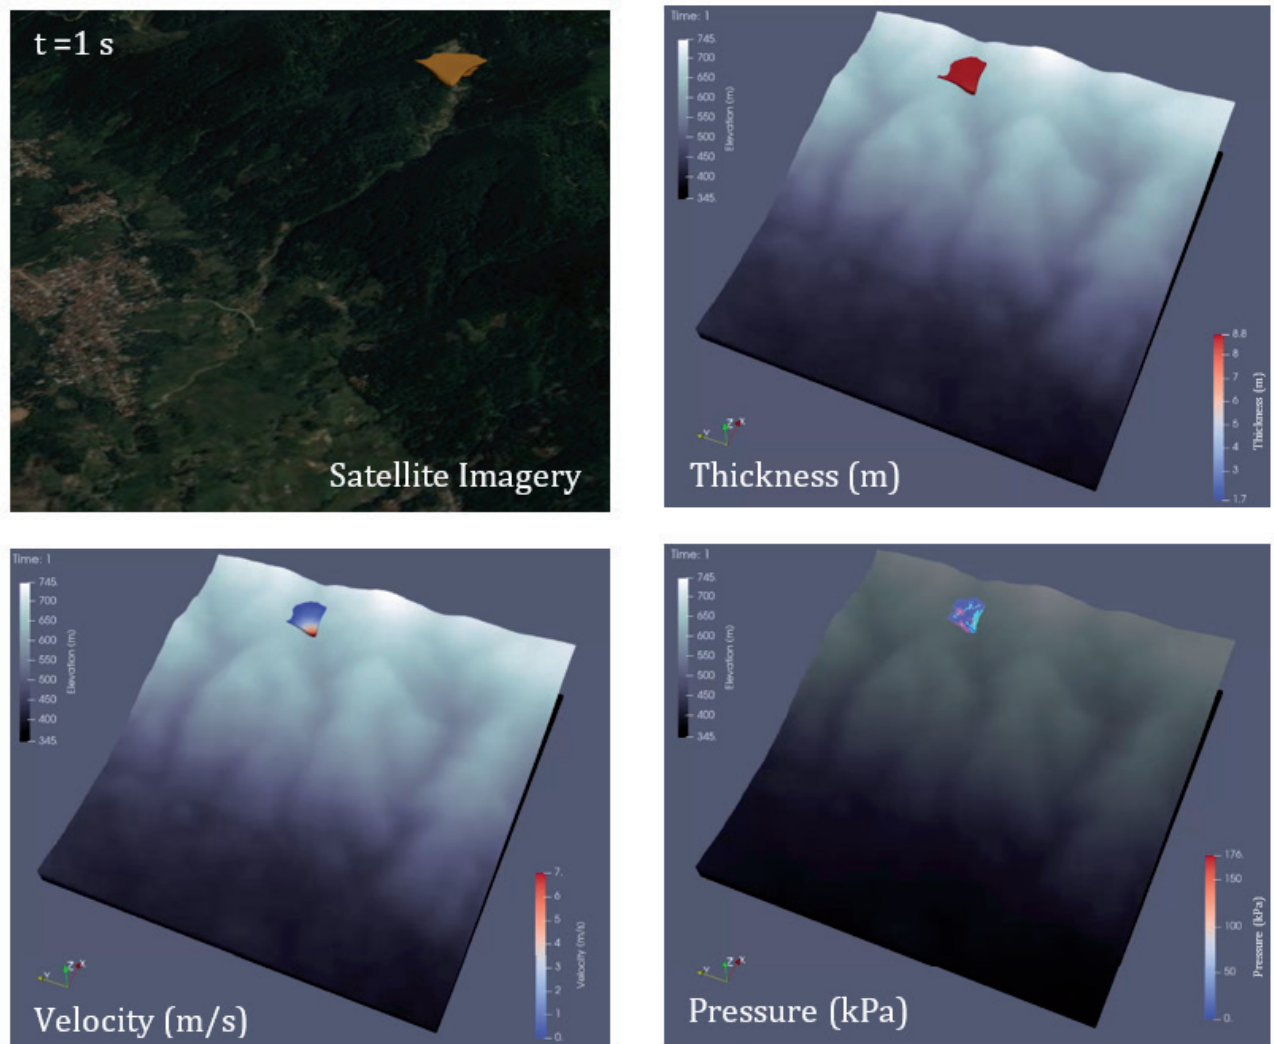 t =1 s
Satellite Imagery
Time: 1
745.
700
650
600
550
500
450
400
345.
Elevation (m)
8.8
8
7
6
5
4
3
1.7
Thickness (m)
Y
Z
X
Thickness (m)
Time: 1
745.
700
650
600
550
500
450
400
345.
Elevation (m)
7.
6
5
4
3
2
1
0.
Velocity (m/s)
Y
Z
X
Velocity (m/s)
Time: 1
745.
700
650
600
550
500
450
400
345.
Elevation (m)
176.
150
100
50
0.
Pressure (kPa)
Y
Z
X
Pressure (kPa)